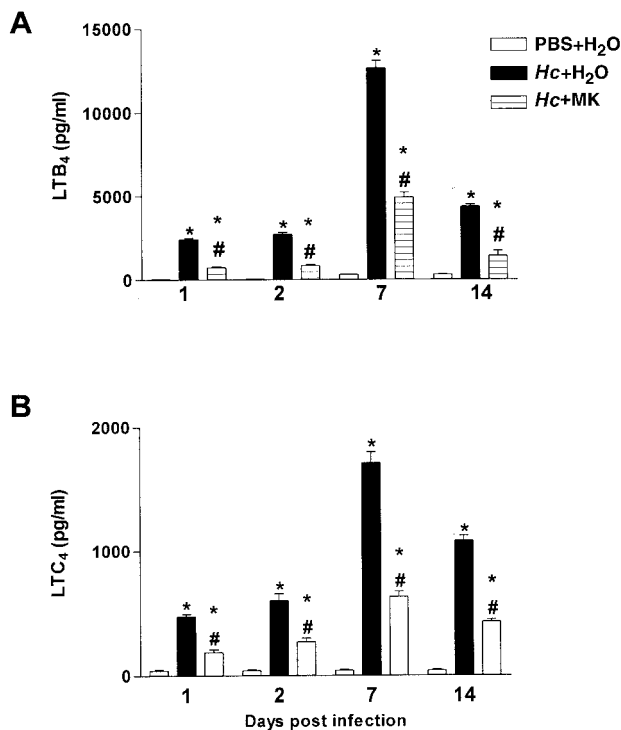 A
15000
10000
5000
0
LTB₄ (pg/ml)
PBS+H₂O
Hc+H₂O
Hc+MK
* * # * * # * * # * * #
1 2 7 14
B
2000
1000
0
LTC₄ (pg/ml)
* * # * * # * * # * * #
1 2 7 14
Days post infection